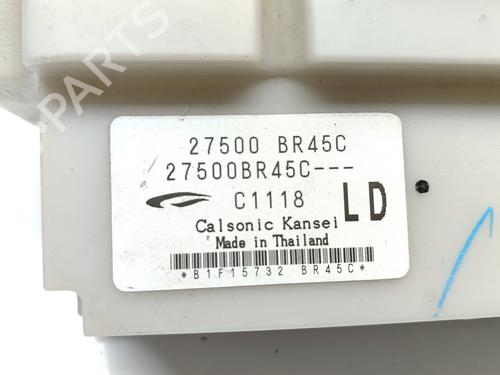 PARTS
27500 BR45C
27500BR45C---
C1118 LD
Calsonic Kansei
Made in Thailand
*B1F15732 BR45C*